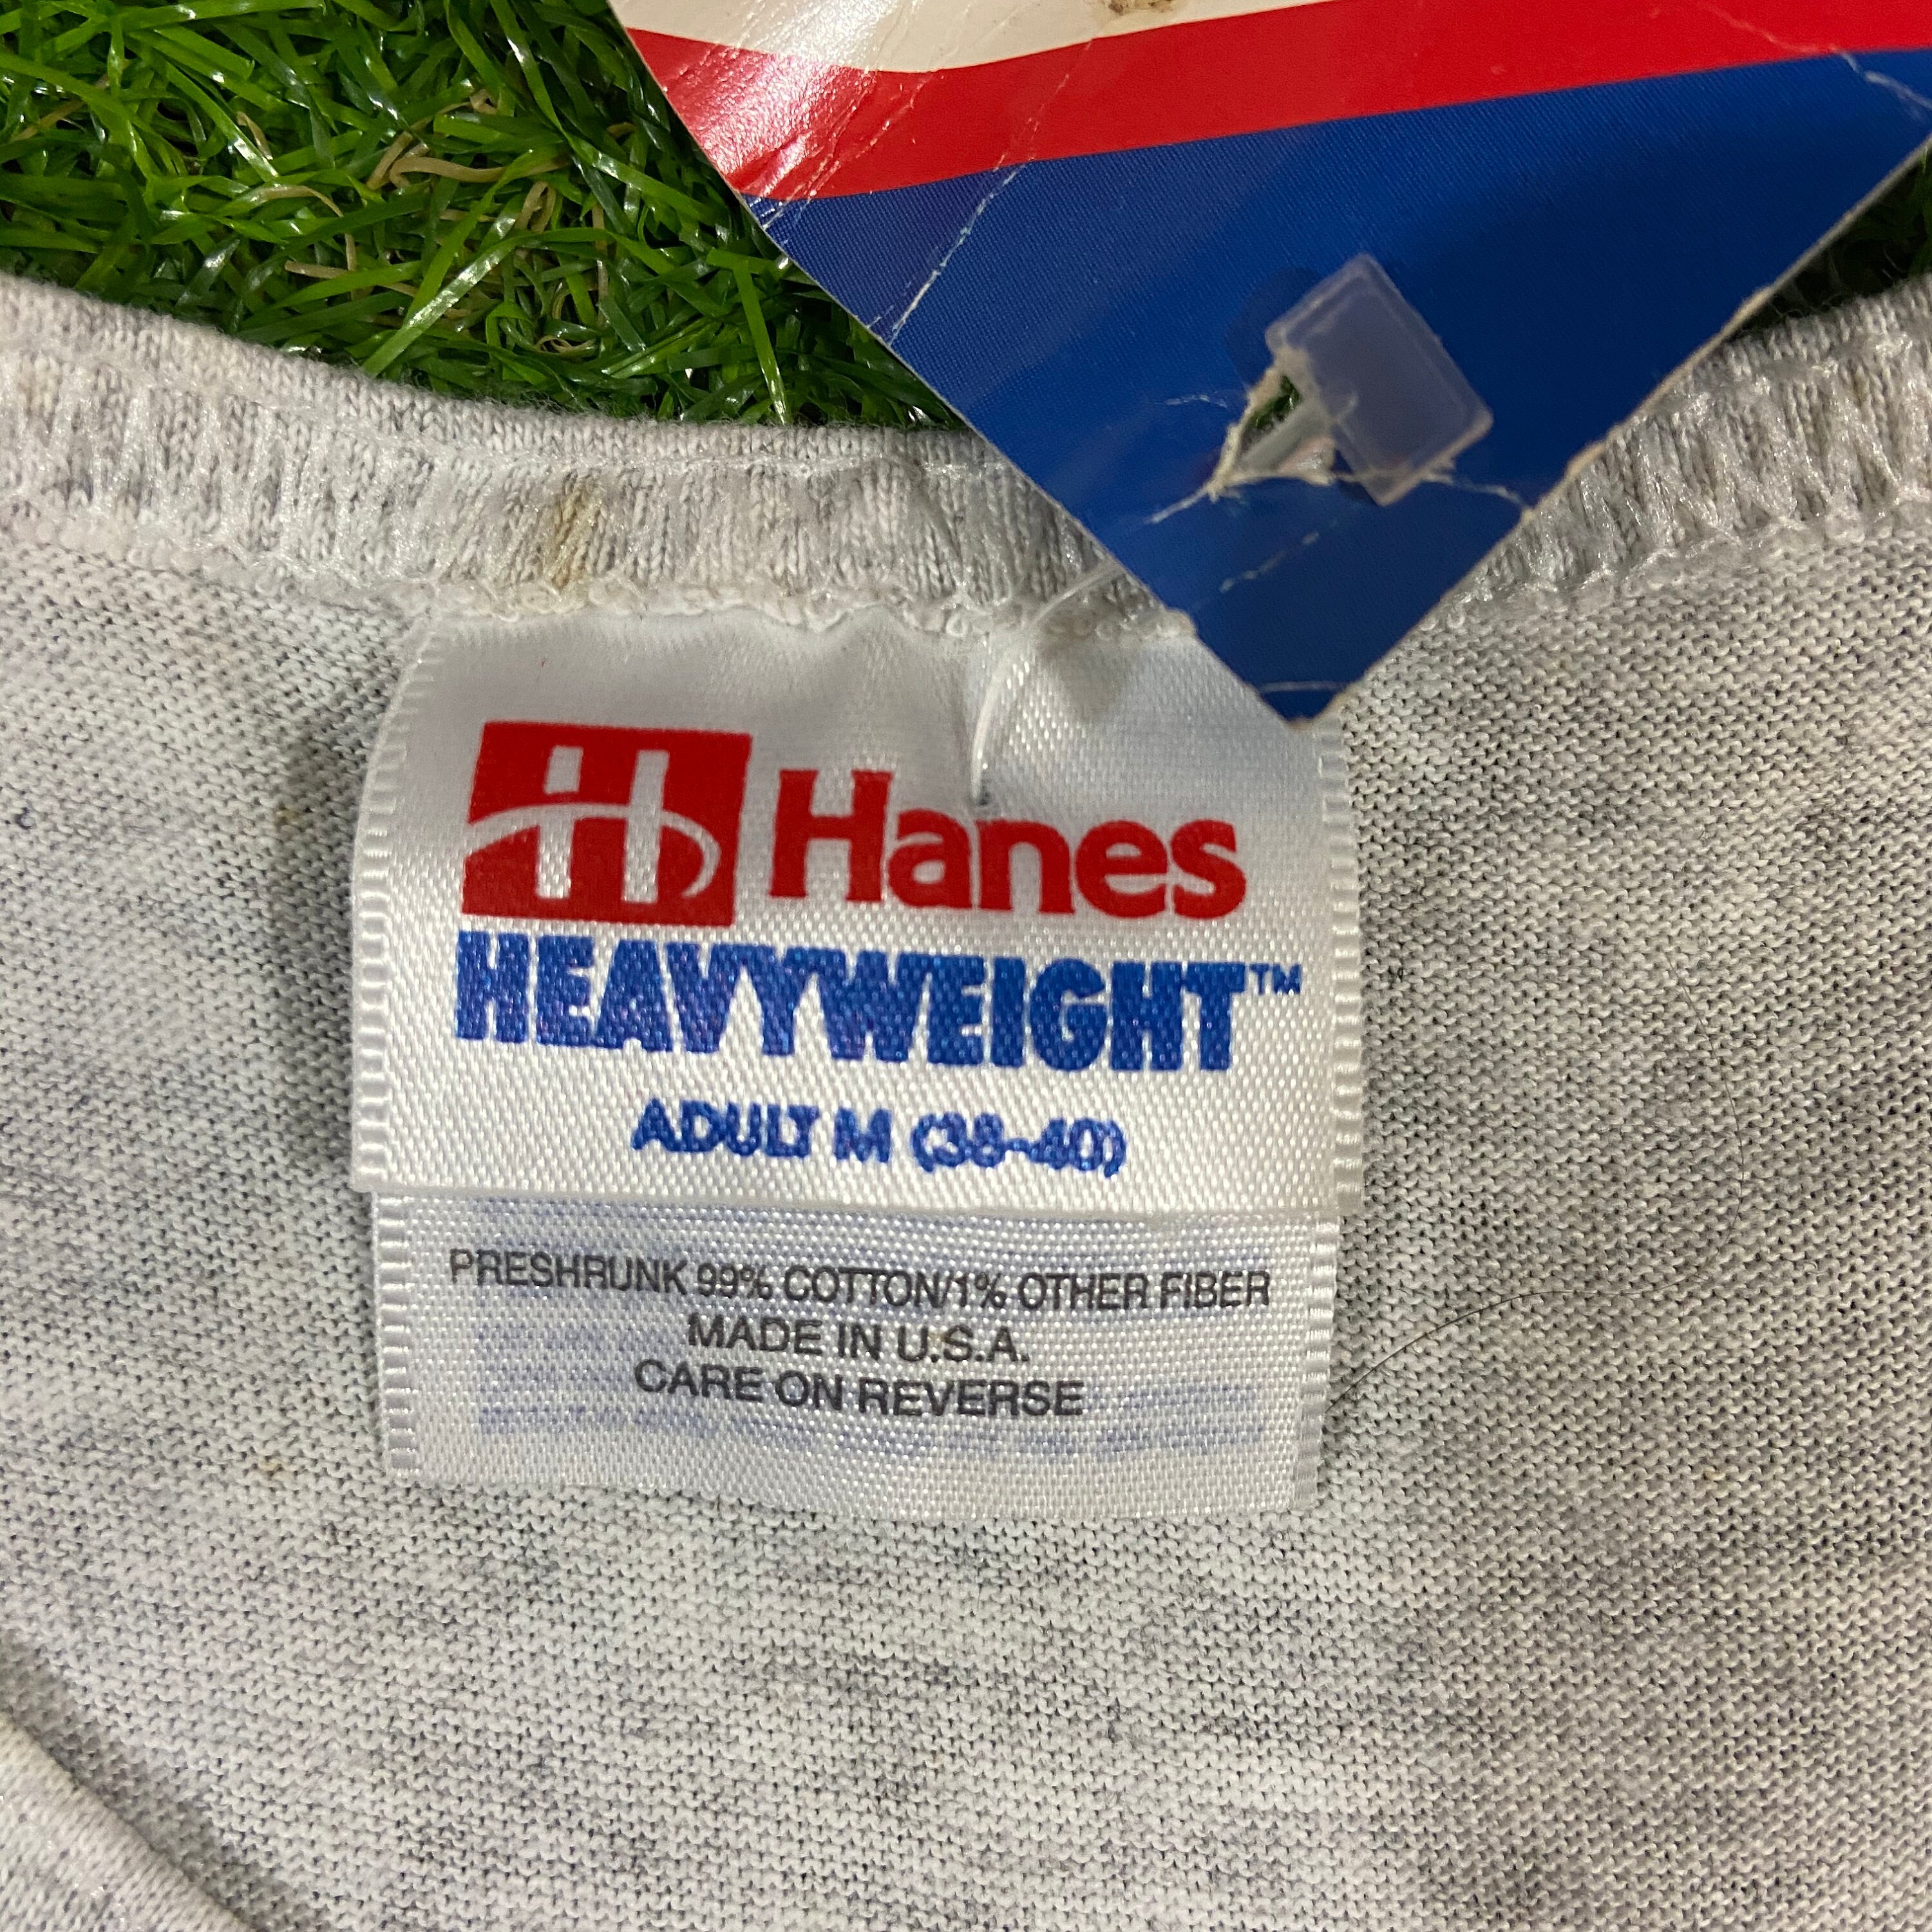 H Hanes
HEAVYWEIGHT™
ADULT M (38-40)
PRESHRUNK 99% COTTON/1% OTHER FIBER
MADE IN U.S.A.
CARE ON REVERSE